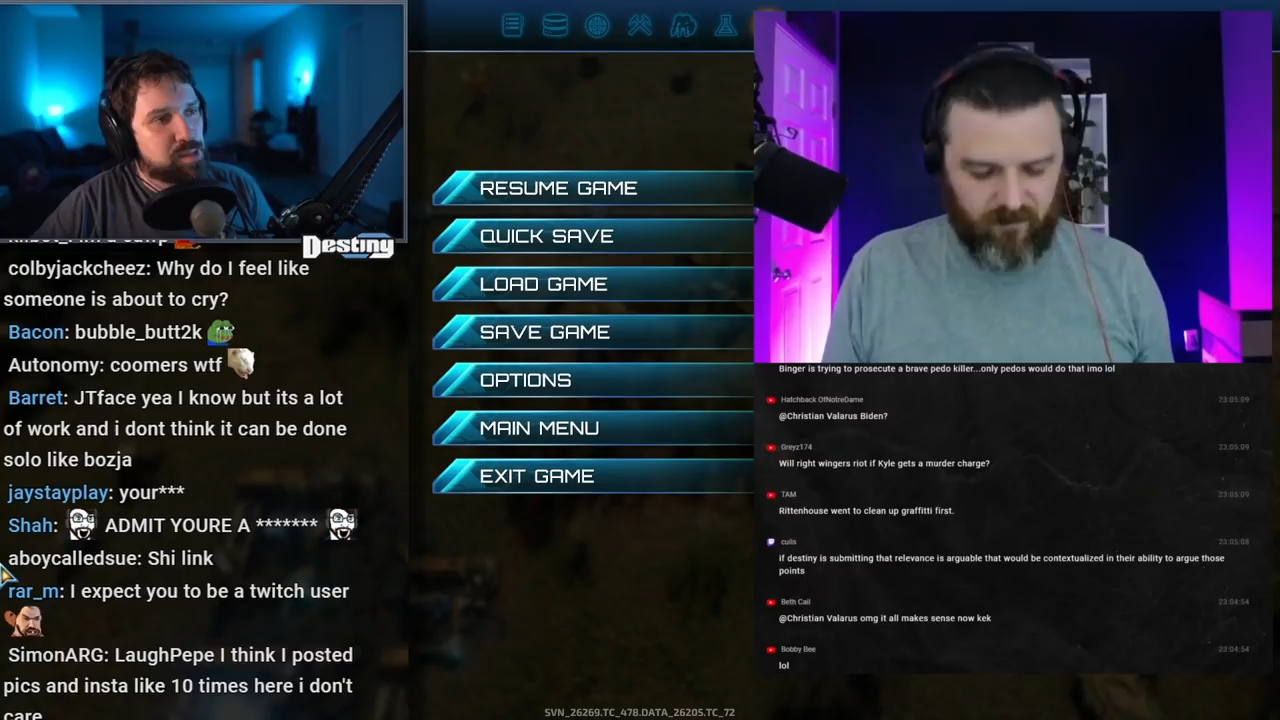 Destiny
colbyjackcheez: Why do I feel like
someone is about to cry?
Bacon: bubble_butt2k
Autonomy: coomers wtf
Barret: JTface yea I know but its a lot
of work and i dont think it can be done
solo like bozja
jaystayplay: your***
Shah: ADMIT YOURE A *******
aboycalledsue: Shi link
rar_m: I expect you to be a twitch user
SimonARG: LaughPepe I think I posted
pics and insta like 10 times here i don't
care
RESUME GAME
QUICK SAVE
LOAD GAME
SAVE GAME
OPTIONS
MAIN MENU
EXIT GAME
SVN_26269.TC_478.DATA_26205.TC_72
Binger is trying to prosecute a brave pedo killer...only pedos would do that imo lol
Hatchback OfNotreDame 23:05:09
@Christian Valarus Biden?
Greyz174 23:05:09
Will right wingers riot if Kyle gets a murder charge?
TAM 23:05:09
Rittenhouse went to clean up graffitti first.
23:05:08
if destiny is submitting that relevance is arguable that would be contextualized in their ability to argue those
points
Beth Call 23:04:54
@Christian Valarus omg it all makes sense now kek
Bobby Bee 23:04:54
lol